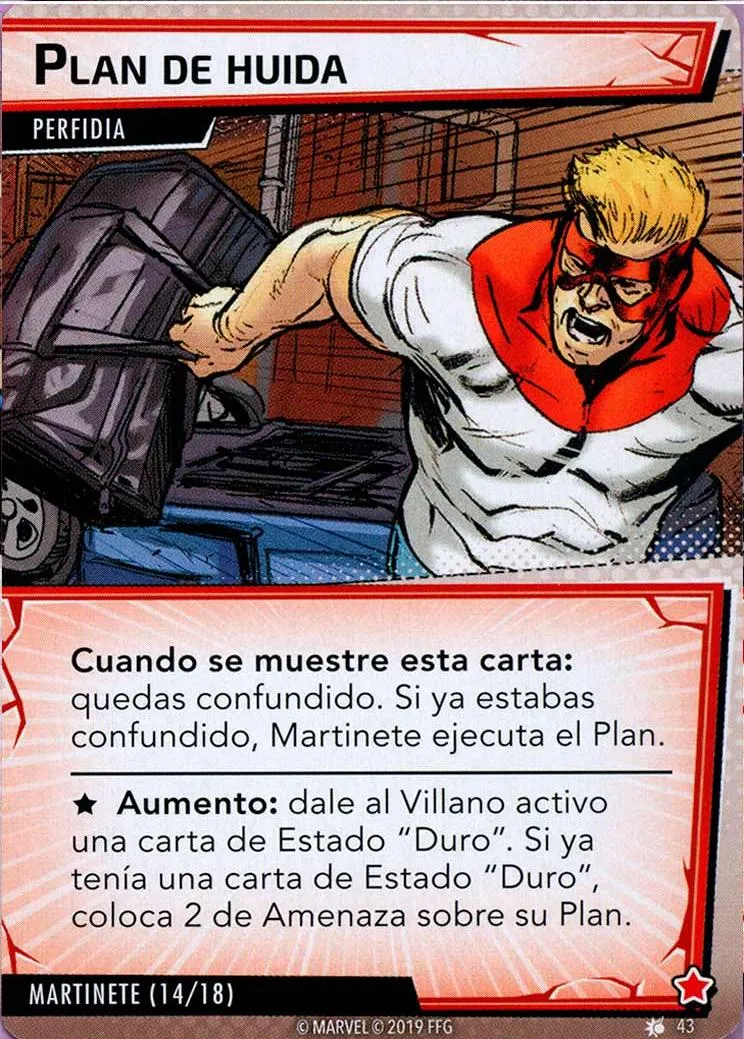 PLAN DE HUIDA
PERFIDIA
Cuando se muestre esta carta:
quedas confundido. Si ya estabas
confundido, Martinete ejecuta el Plan.
★ Aumento: dale al Villano activo
una carta de Estado “Duro”. Si ya
tenía una carta de Estado “Duro”,
coloca 2 de Amenaza sobre su Plan.
MARTINETE (14/18)
© MARVEL © 2019 FFG
43